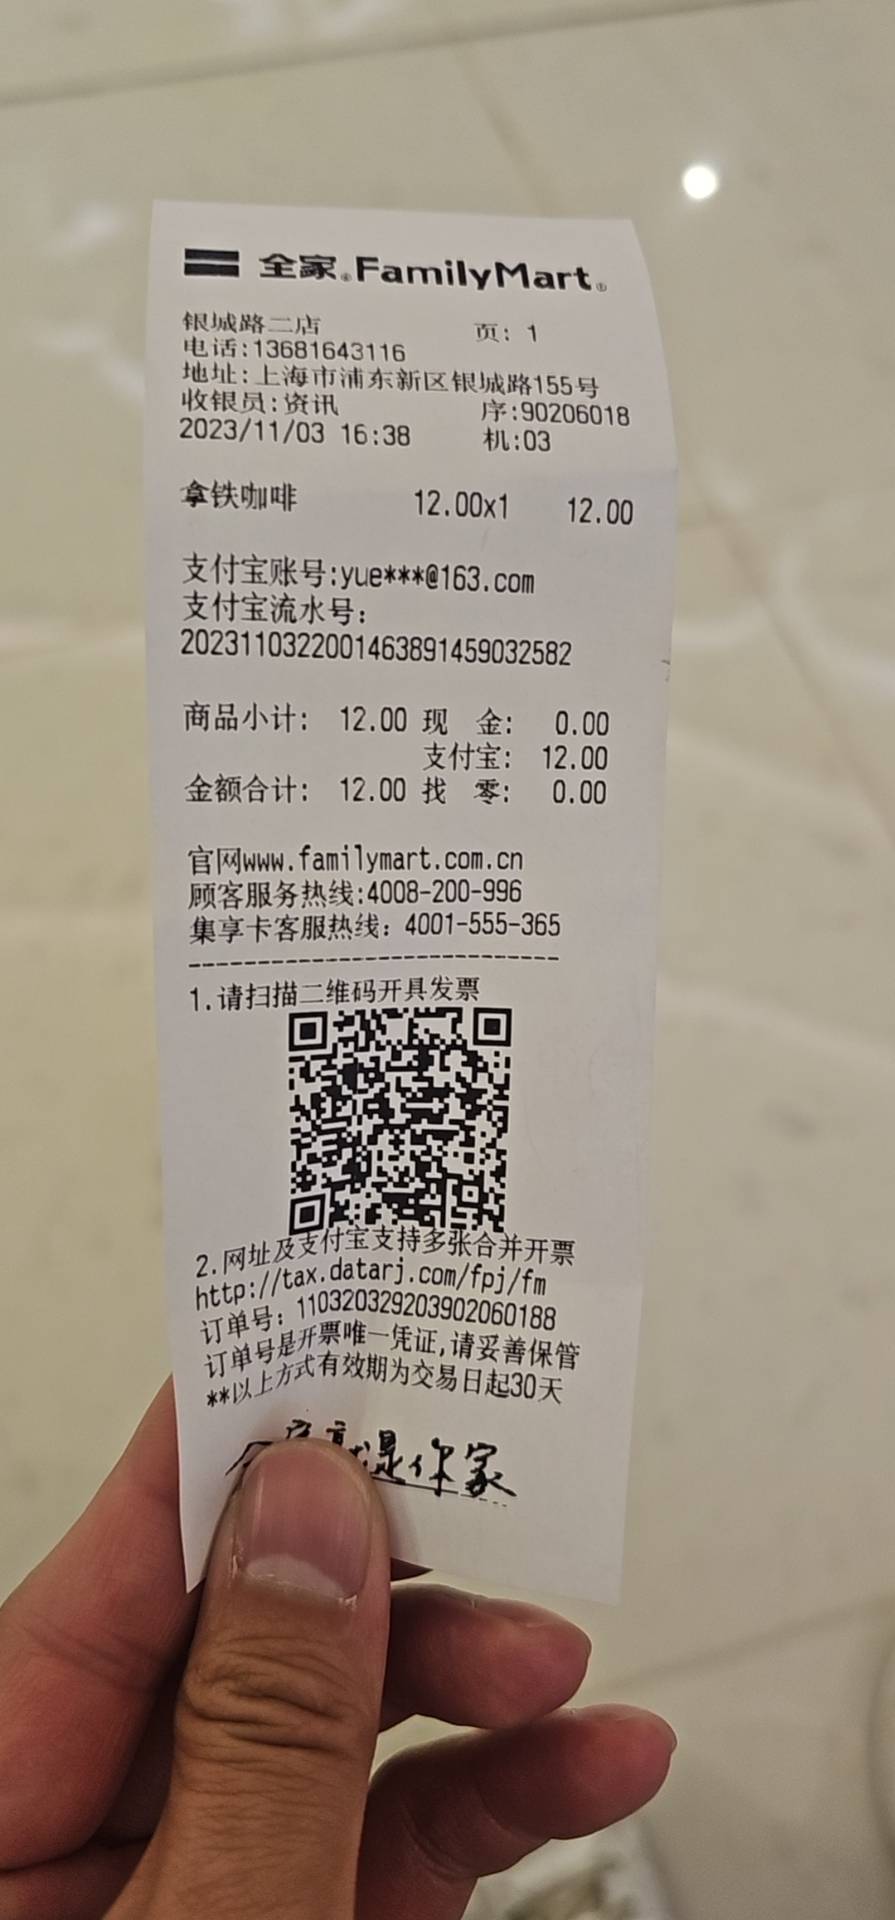 全家®FamilyMart®
银城路二店 页: 1
电话:13681643116
地址:上海市浦东新区银城路155号
收银员:资讯 序:90206018
2023/11/03 16:38 机:03
拿铁咖啡 12.00x1 12.00
支付宝账号:yue***@163.com
支付宝流水号:
2023110322001463891459032582
商品小计: 12.00 现 金: 0.00
支付宝: 12.00
金额合计: 12.00 找 零: 0.00
官网www.familymart.com.cn
顾客服务热线:4008-200-996
集享卡客服热线: 4001-555-365
1.请扫描二维码开具发票
2.网址及支付宝支持多张合并开票
http://tax.datarj.com/fpj/fm
订单号: 110320329203902060188
订单号是开票唯一凭证,请妥善保管
**以上方式有效期为交易日起30天
是你家